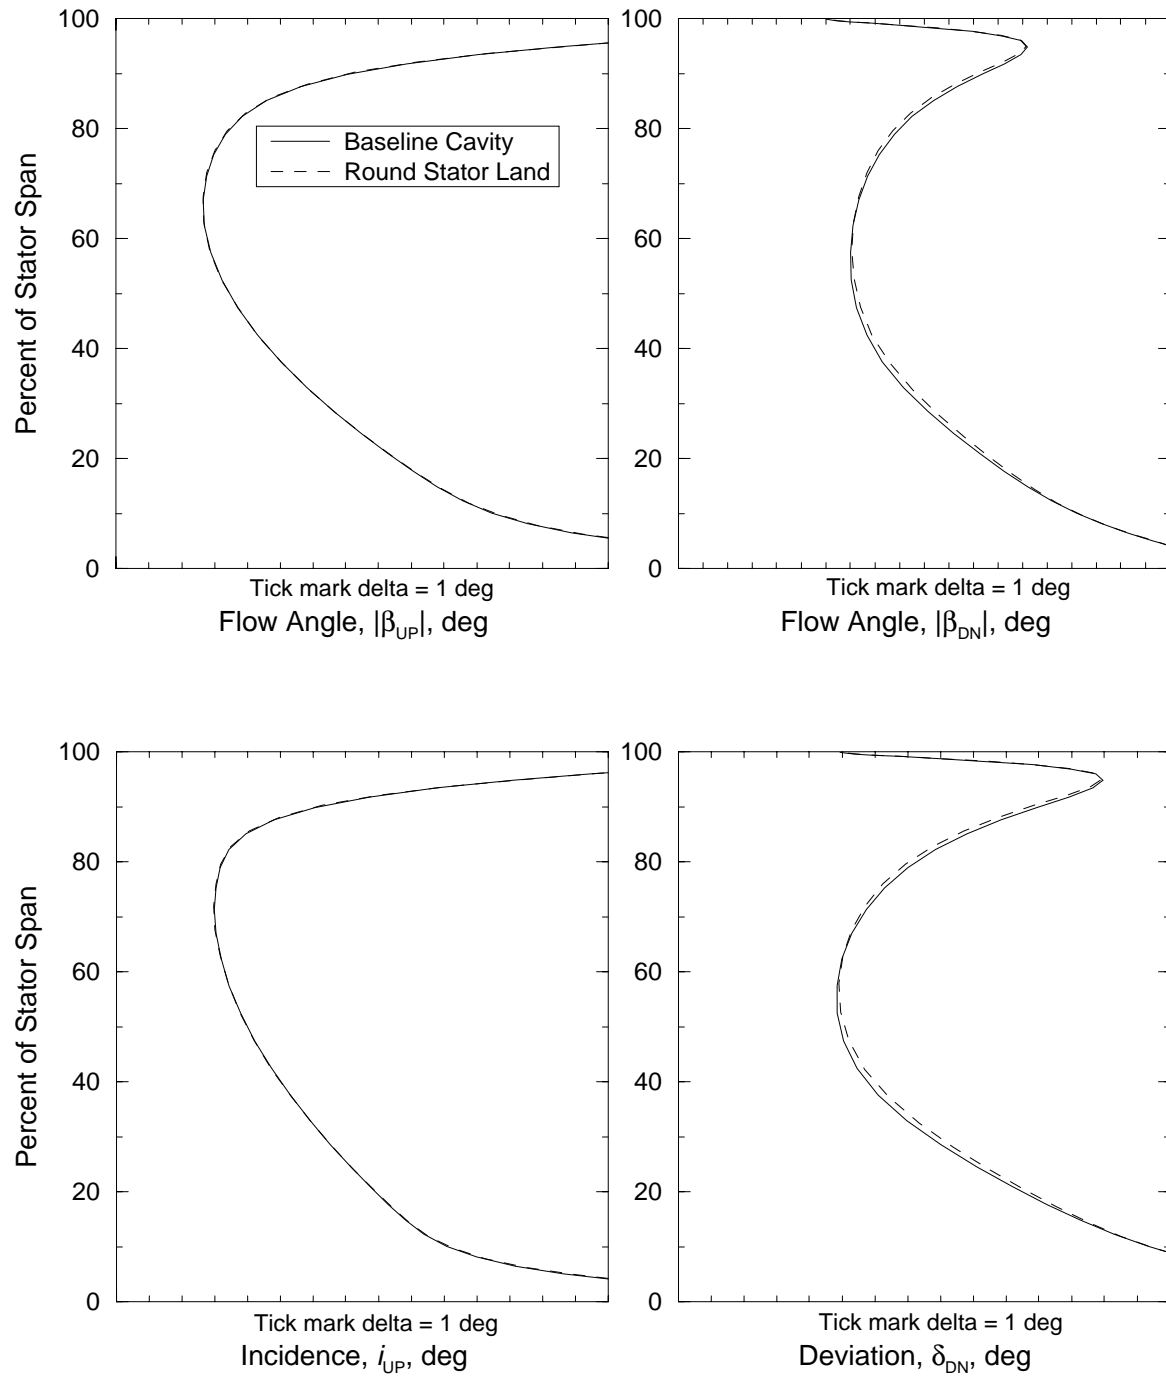 100
80
60
40
20
0
Percent of Stator Span
Baseline Cavity
Round Stator Land
Tick mark delta = 1 deg
Flow Angle, |β_UP|, deg
100
80
60
40
20
0
Tick mark delta = 1 deg
Flow Angle, |β_DN|, deg
100
80
60
40
20
0
Percent of Stator Span
Tick mark delta = 1 deg
Incidence, i_UP, deg
100
80
60
40
20
0
Tick mark delta = 1 deg
Deviation, δ_DN, deg